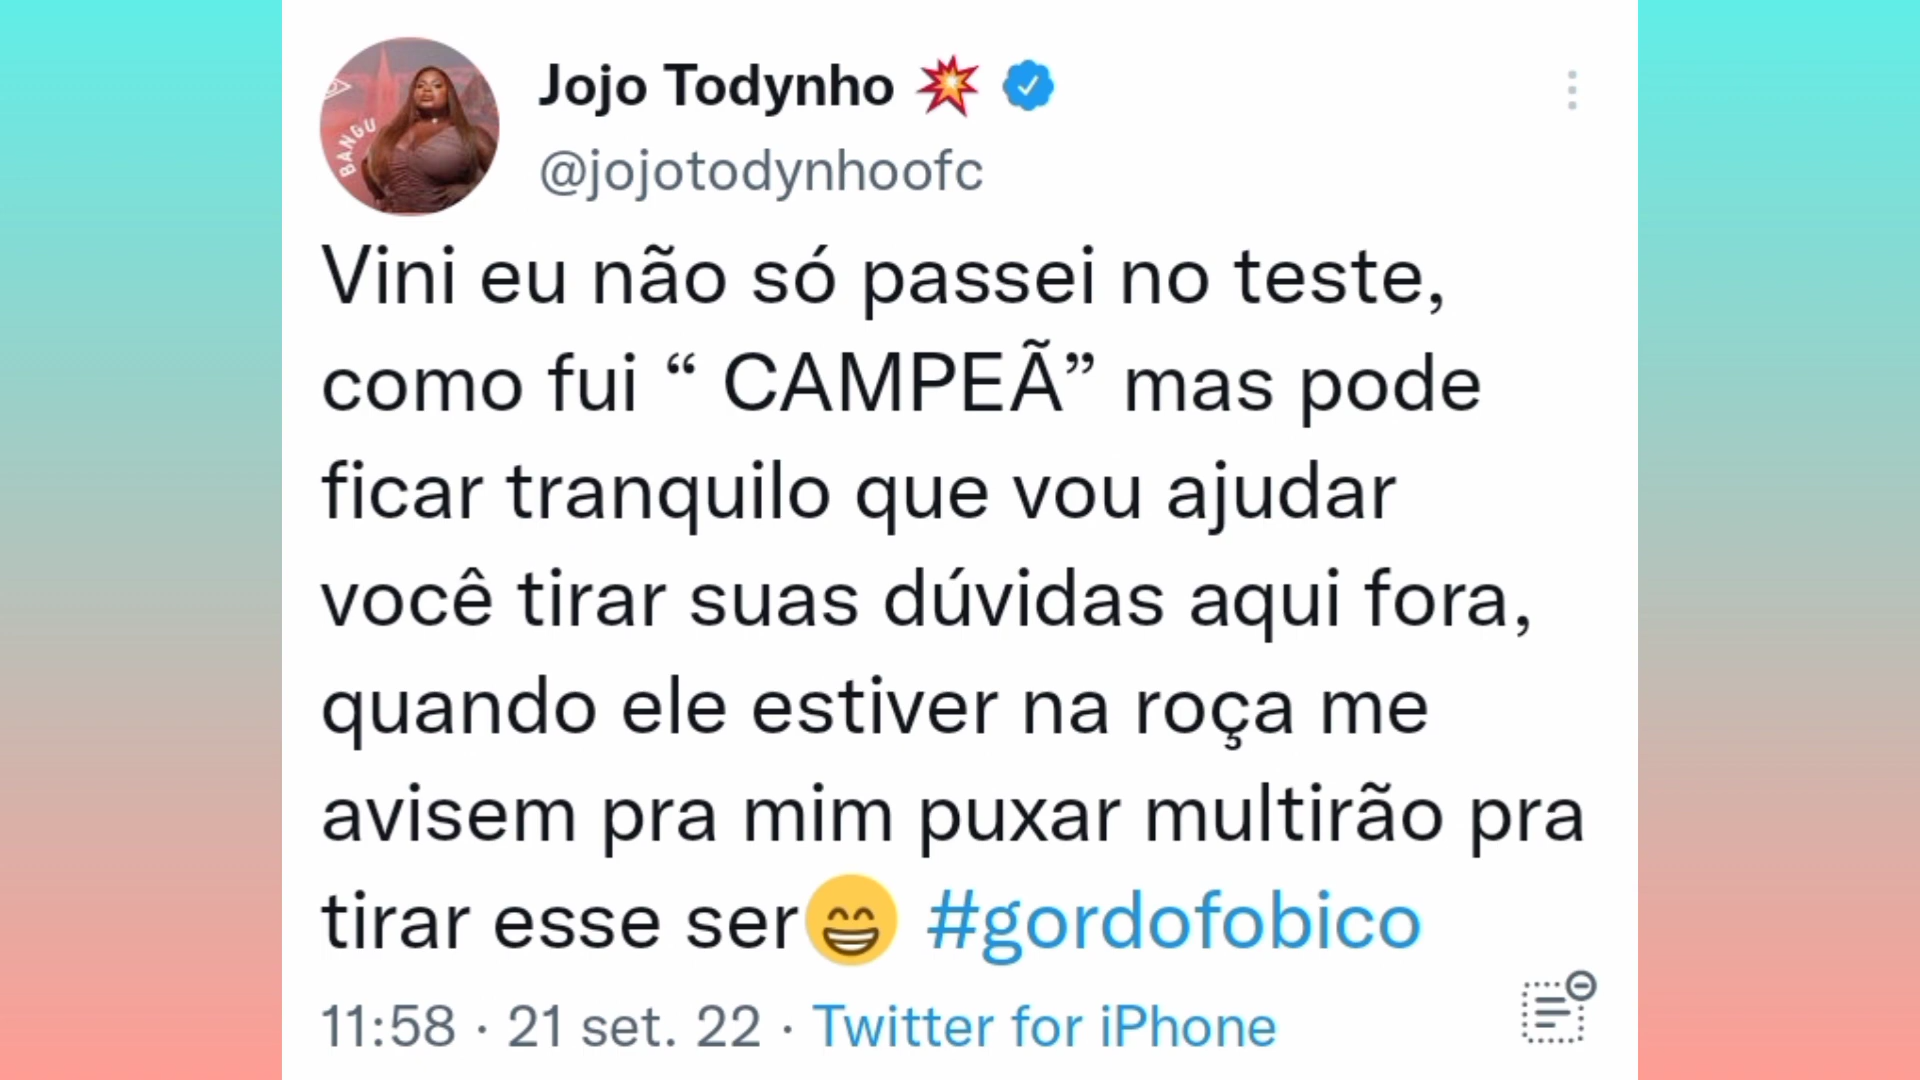 Jojo Todynho 💥
@jojotodynhoofc
BANGU
Vini eu não só passei no teste,
como fui “ CAMPEÔ mas pode
ficar tranquilo que vou ajudar
você tirar suas dúvidas aqui fora,
quando ele estiver na roça me
avisem pra mim puxar multirão pra
tirar esse ser😁 #gordofobico
11:58 · 21 set. 22 · Twitter for iPhone